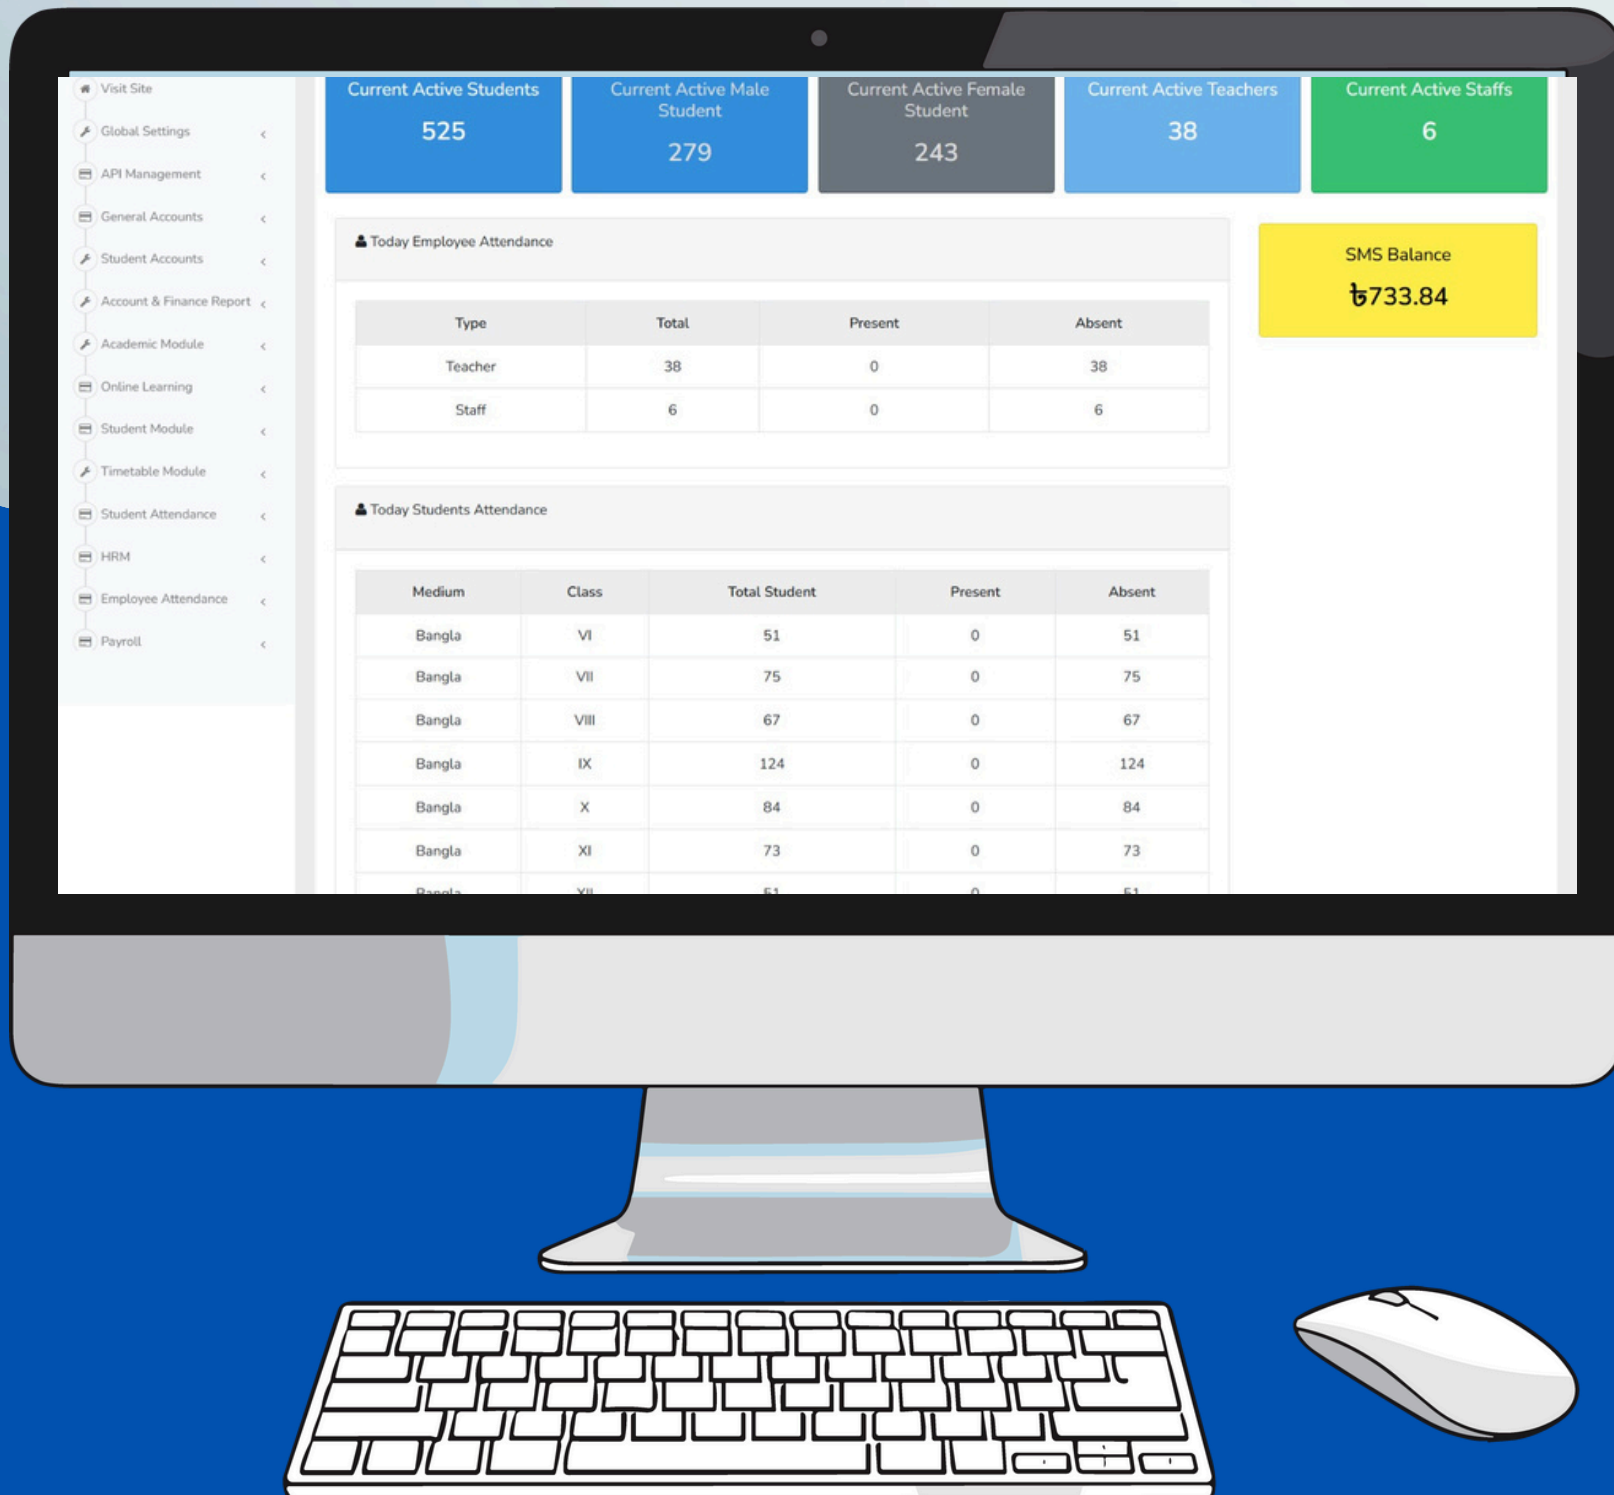 Visit Site
Global Settings
API Management
General Accounts
Student Accounts
Account & Finance Report
Academic Module
Online Learning
Student Module
Timetable Module
Student Attendance
HRM
Employee Attendance
Payroll
Current Active Students
525
Current Active Male
Student
279
Current Active Female
Student
243
Current Active Teachers
38
Current Active Staffs
6
Today Employee Attendance
Type Total Present Absent
Teacher 38 0 38
Staff 6 0 6
SMS Balance
৳733.84
Today Students Attendance
Medium Class Total Student Present Absent
Bangla VI 51 0 51
Bangla VII 75 0 75
Bangla VIII 67 0 67
Bangla IX 124 0 124
Bangla X 84 0 84
Bangla XI 73 0 73
Bangla XII 51 0 51